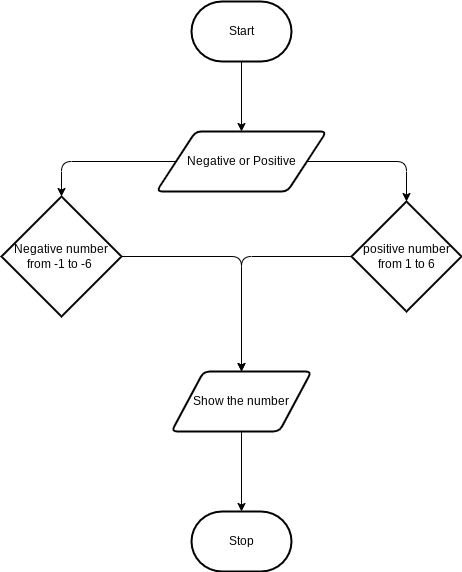 Start
Negative or Positive
Negative number
from -1 to -6
positive number
from 1 to 6
Show the number
Stop